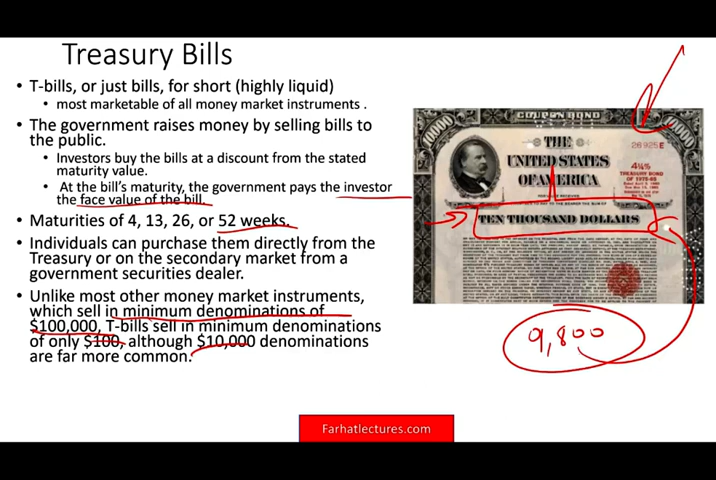 Treasury Bills
• T-bills, or just bills, for short (highly liquid)
• most marketable of all money market instruments .
• The government raises money by selling bills to
the public.
• Investors buy the bills at a discount from the stated
maturity value.
• At the bill's maturity, the government pays the investor
the face value of the bill.
• Maturities of 4, 13, 26, or 52 weeks.
• Individuals can purchase them directly from the
Treasury or on the secondary market from a
government securities dealer.
• Unlike most other money market instruments,
which sell in minimum denominations of
$100,000, T-bills sell in minimum denominations
of only $100, although $10,000 denominations
are far more common.
COUPON BOND
THE
UNITED STATES
OF AMERICA
TEN THOUSAND DOLLARS
26925E
4¼%
TREASURY BOND
9,800
Farhatlectures.com